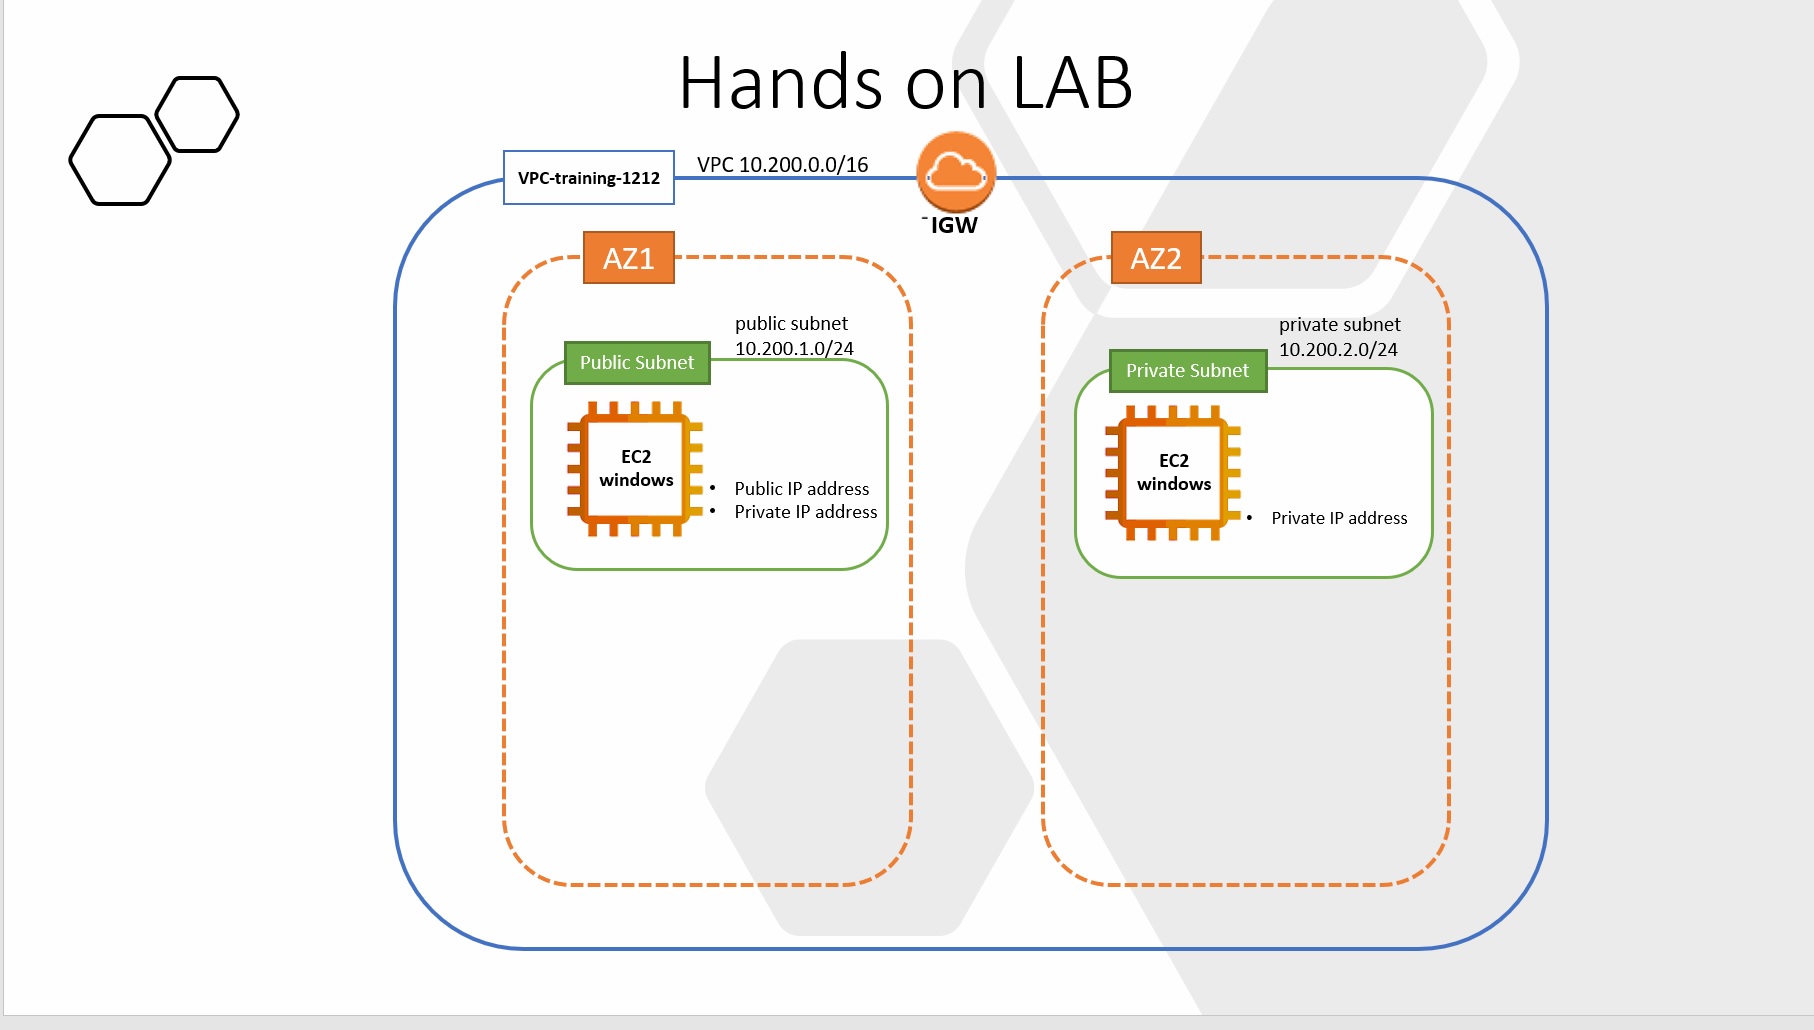 Hands on LAB
VPC-training-1212
VPC 10.200.0.0/16
IGW
AZ1
AZ2
public subnet
10.200.1.0/24
Public Subnet
EC2
windows
• Public IP address
• Private IP address
private subnet
10.200.2.0/24
Private Subnet
EC2
windows
• Private IP address